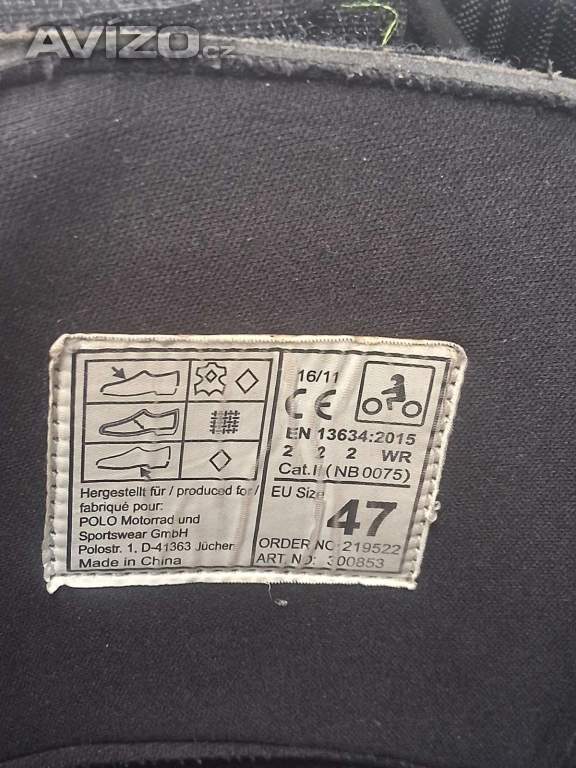 AVÍZO.cz
16/11
CE
EN 13634:2015
2 2 2 WR
Cat.II (NB 0075)
Hergestellt für / produced for /
fabriqué pour:
POLO Motorrad und
Sportswear GmbH
Polostr. 1, D-41363 Jüchen
Made in China
EU Size
47
ORDER NO: 219522
ART. NO: 300853